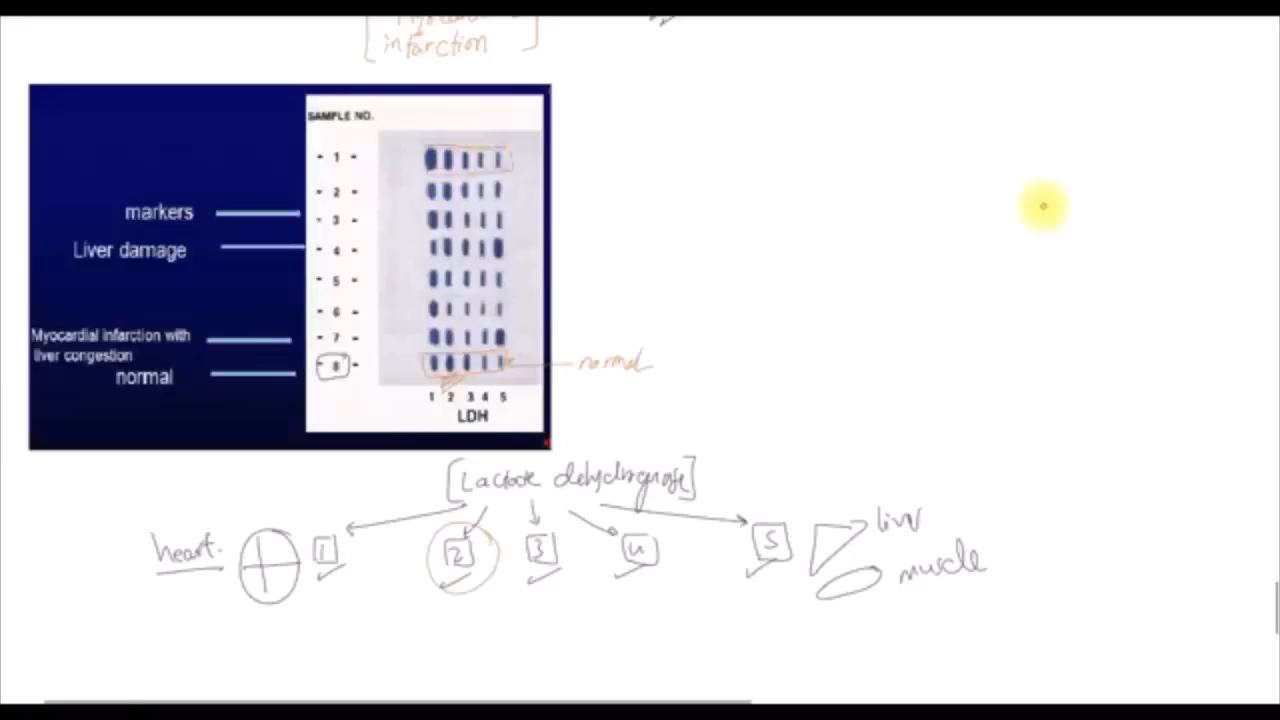 infarction
SAMPLE NO.
- 1 -
- 2 -
markers - 3 -
Liver damage - 4 -
- 5 -
- 6 -
Myocardial infarction with
liver congestion - 7 -
normal - 8 -
normal
1 2 3 4 5
LDH
[Lactate dehydrogenase]
heart. 1 2 3 4 5 liver
muscle